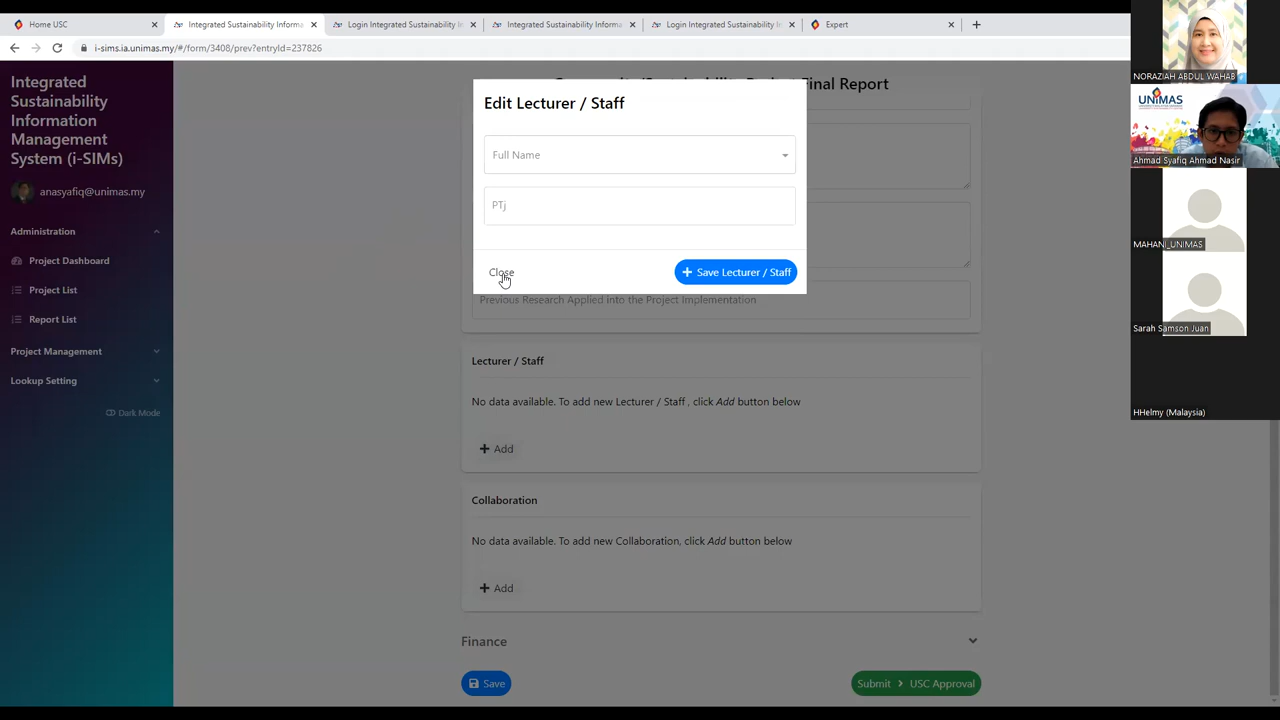 Home USC
Integrated Sustainability Informa
Login Integrated Sustainability In
Integrated Sustainability Informa
Login Integrated Sustainability In
Expert
i-sims.ia.unimas.my/#/form/3408/prev?entryId=237826
Integrated
Sustainability
Information
Management
System (i-SIMs)
anasyafiq@unimas.my
Administration
Project Dashboard
Project List
Report List
Project Management
Lookup Setting
Dark Mode
Final Report
Edit Lecturer / Staff
Full Name
PTj
Close
Save Lecturer / Staff
Previous Research Applied into the Project Implementation
Lecturer / Staff
No data available. To add new Lecturer / Staff , click Add button below
Add
Collaboration
No data available. To add new Collaboration, click Add button below
Add
Finance
Save
Submit > USC Approval
NORAZIAH ABDUL WAHAB
UNIMAS
Ahmad Syafiq Ahmad Nasir
MAHANI_UNIMAS
Sarah Samson Juan
HHelmy (Malaysia)